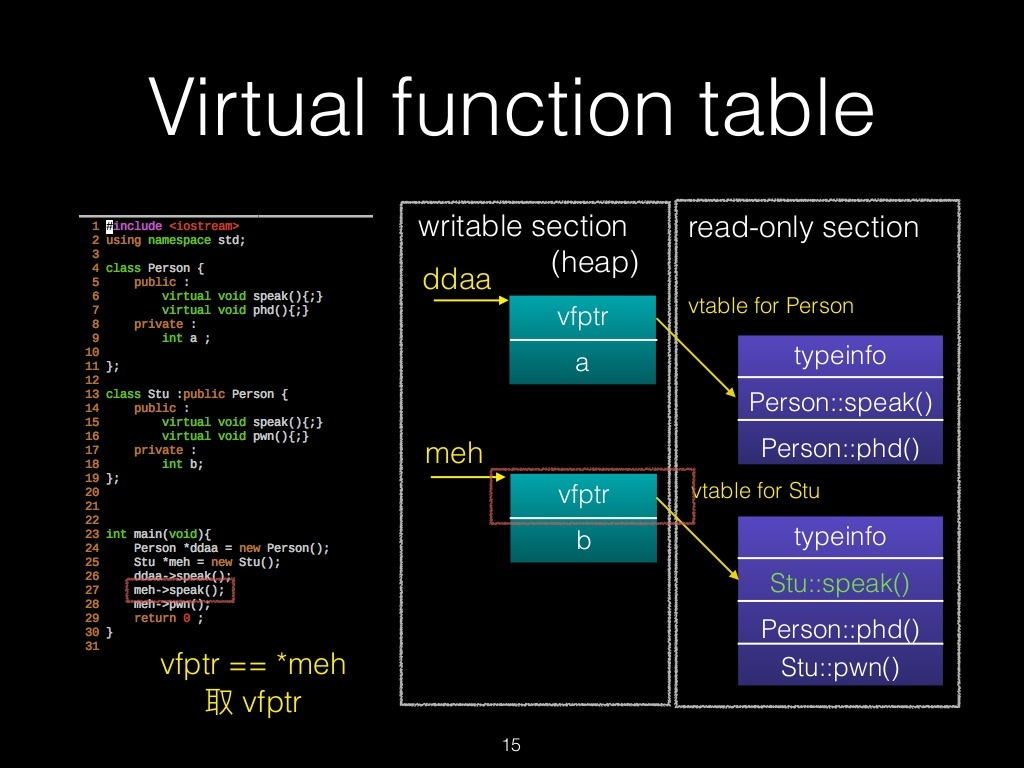 Virtual function table
1 #include <iostream>
2 using namespace std;
3
4 class Person {
5     public :
6         virtual void speak(){;}
7         virtual void phd(){;}
8     private :
9         int a ;
10
11 };
12
13 class Stu :public Person {
14     public :
15         virtual void speak(){;}
16         virtual void pwn(){;}
17     private :
18         int b;
19 };
20
21
22
23 int main(void){
24     Person *ddaa = new Person();
25     Stu *meh = new Stu();
26     ddaa->speak();
27     meh->speak();
28     meh->pwn();
29     return 0 ;
30 }
31
vfptr == *meh
取 vfptr
writable section
(heap)
ddaa
vfptr
a
meh
vfptr
b
read-only section
vtable for Person
typeinfo
Person::speak()
Person::phd()
vtable for Stu
typeinfo
Stu::speak()
Person::phd()
Stu::pwn()
15